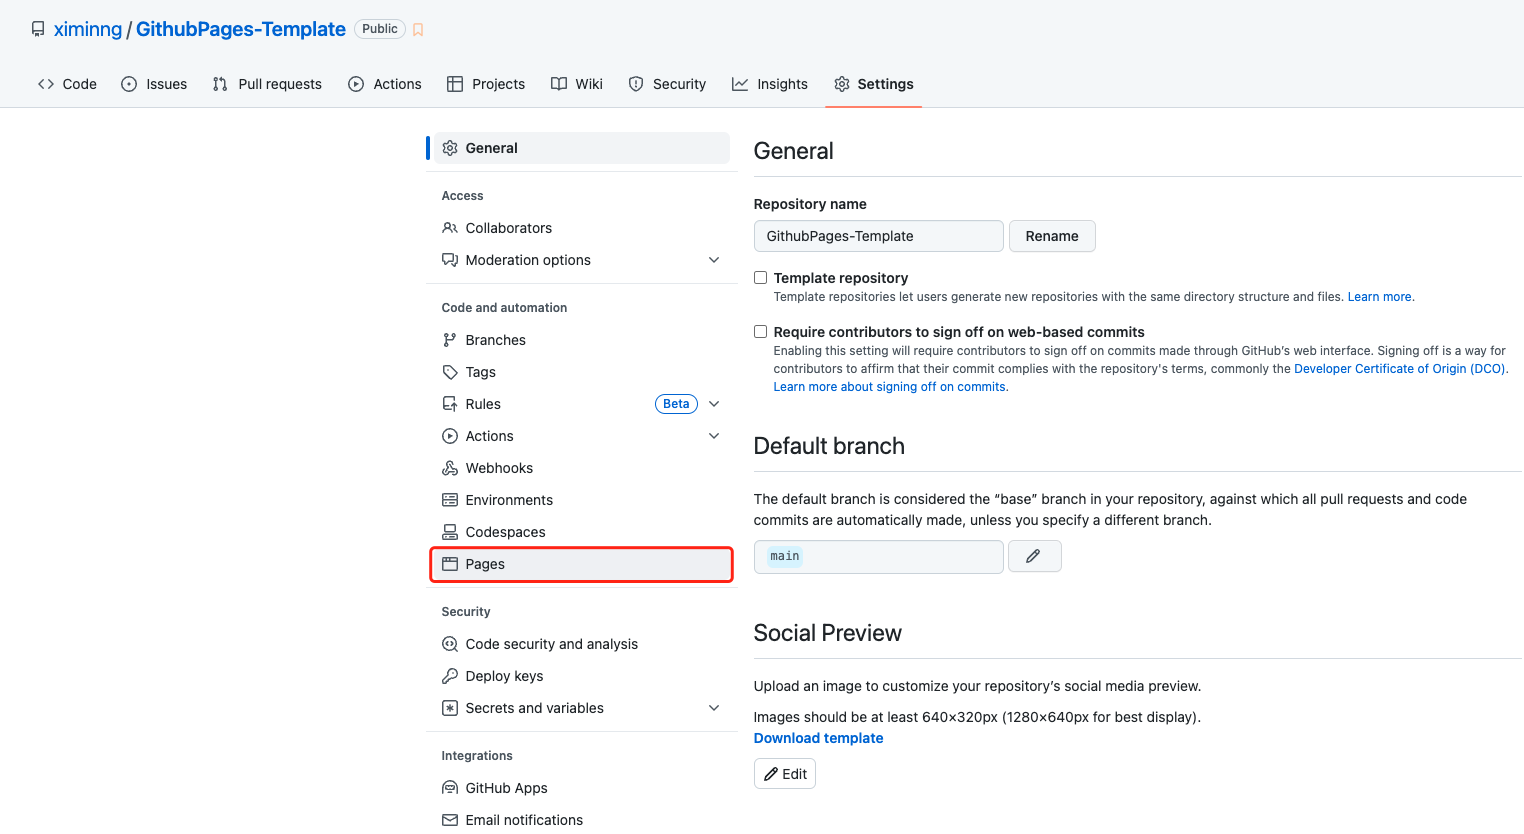 ximinng / GithubPages-Template Public
Code Issues Pull requests Actions Projects Wiki Security Insights Settings
General
Access
Collaborators
Moderation options
Code and automation
Branches
Tags
Rules Beta
Actions
Webhooks
Environments
Codespaces
Pages
Security
Code security and analysis
Deploy keys
Secrets and variables
Integrations
GitHub Apps
Email notifications
General
Repository name
GithubPages-Template Rename
Template repository
Template repositories let users generate new repositories with the same directory structure and files. Learn more.
Require contributors to sign off on web-based commits
Enabling this setting will require contributors to sign off on commits made through GitHub's web interface. Signing off is a way for
contributors to affirm that their commit complies with the repository's terms, commonly the Developer Certificate of Origin (DCO).
Learn more about signing off on commits.
Default branch
The default branch is considered the “base” branch in your repository, against which all pull requests and code
commits are automatically made, unless you specify a different branch.
main
Social Preview
Upload an image to customize your repository’s social media preview.
Images should be at least 640×320px (1280×640px for best display).
Download template
Edit